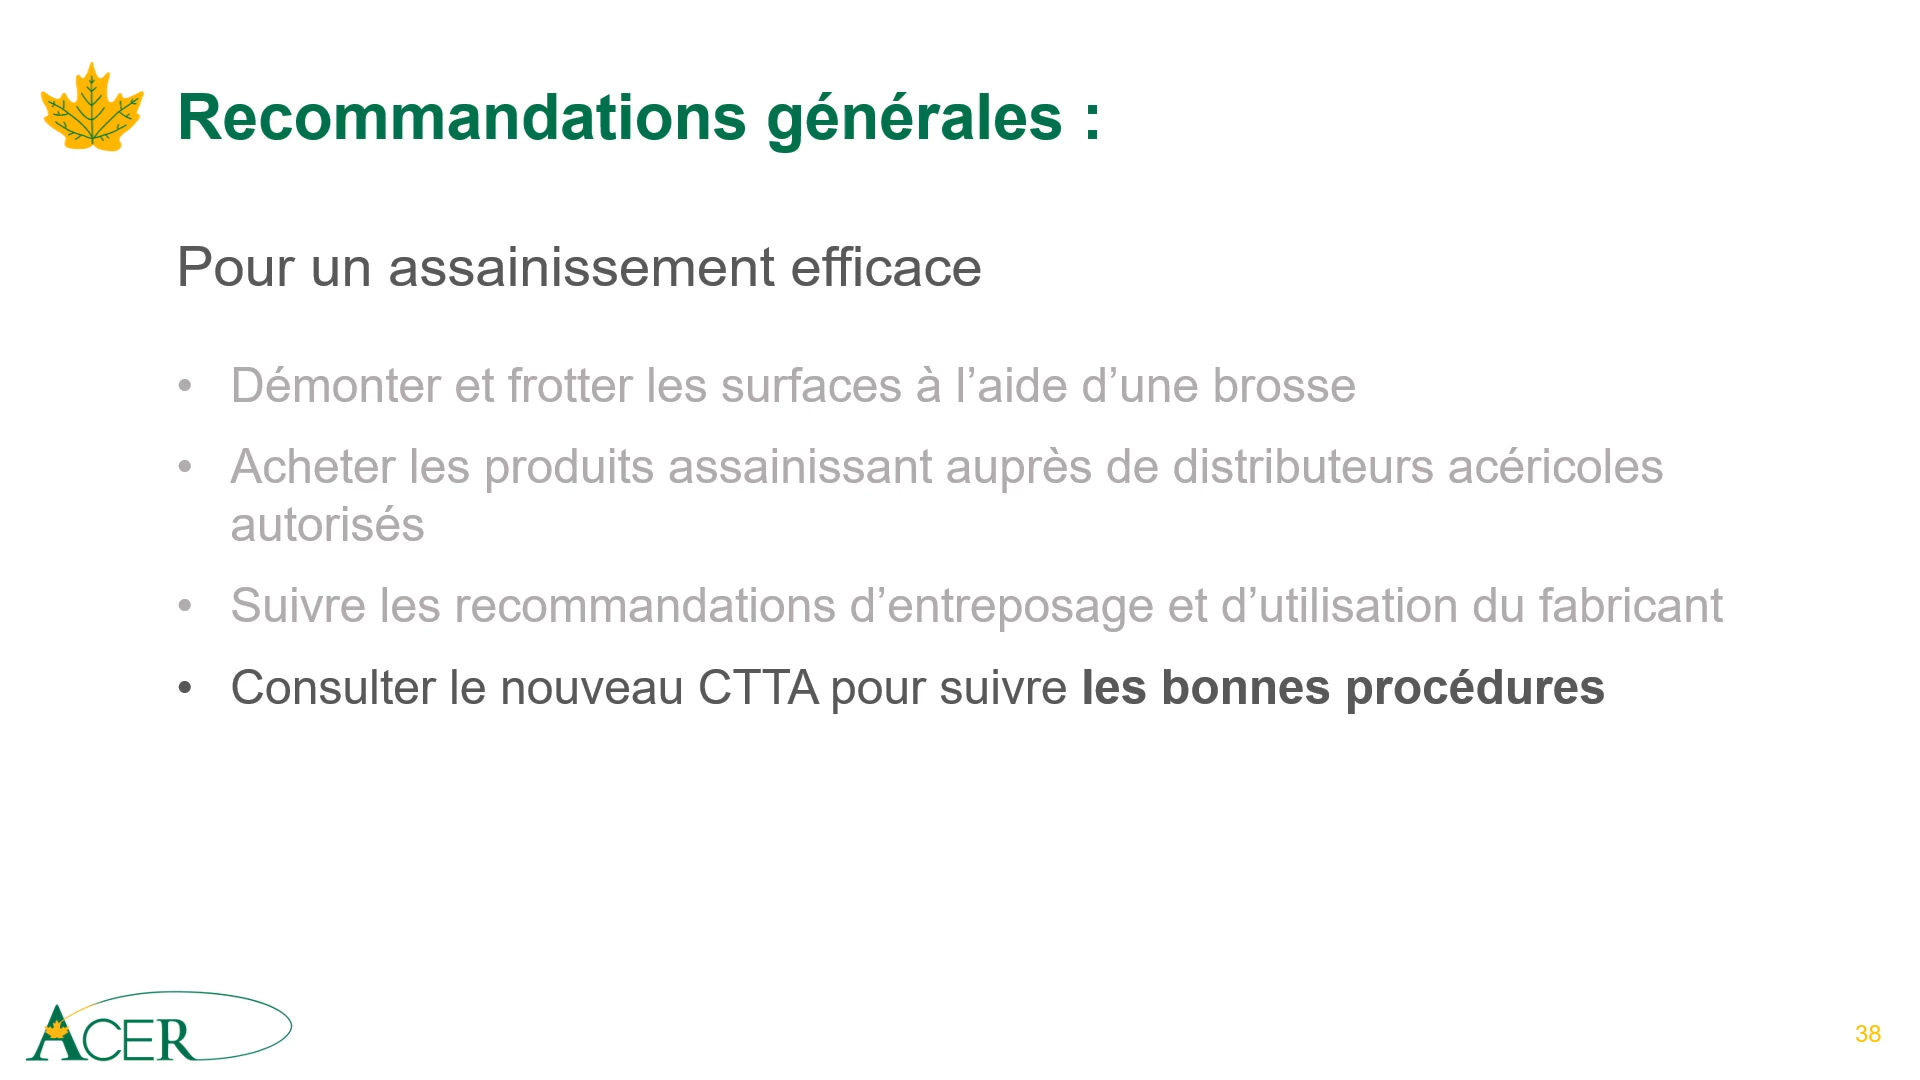 Recommandations générales :
Pour un assainissement efficace
• Démonter et frotter les surfaces à l’aide d’une brosse
• Acheter les produits assainissant auprès de distributeurs acéricoles
autorisés
• Suivre les recommandations d’entreposage et d’utilisation du fabricant
• Consulter le nouveau CTTA pour suivre les bonnes procédures
ACER
38